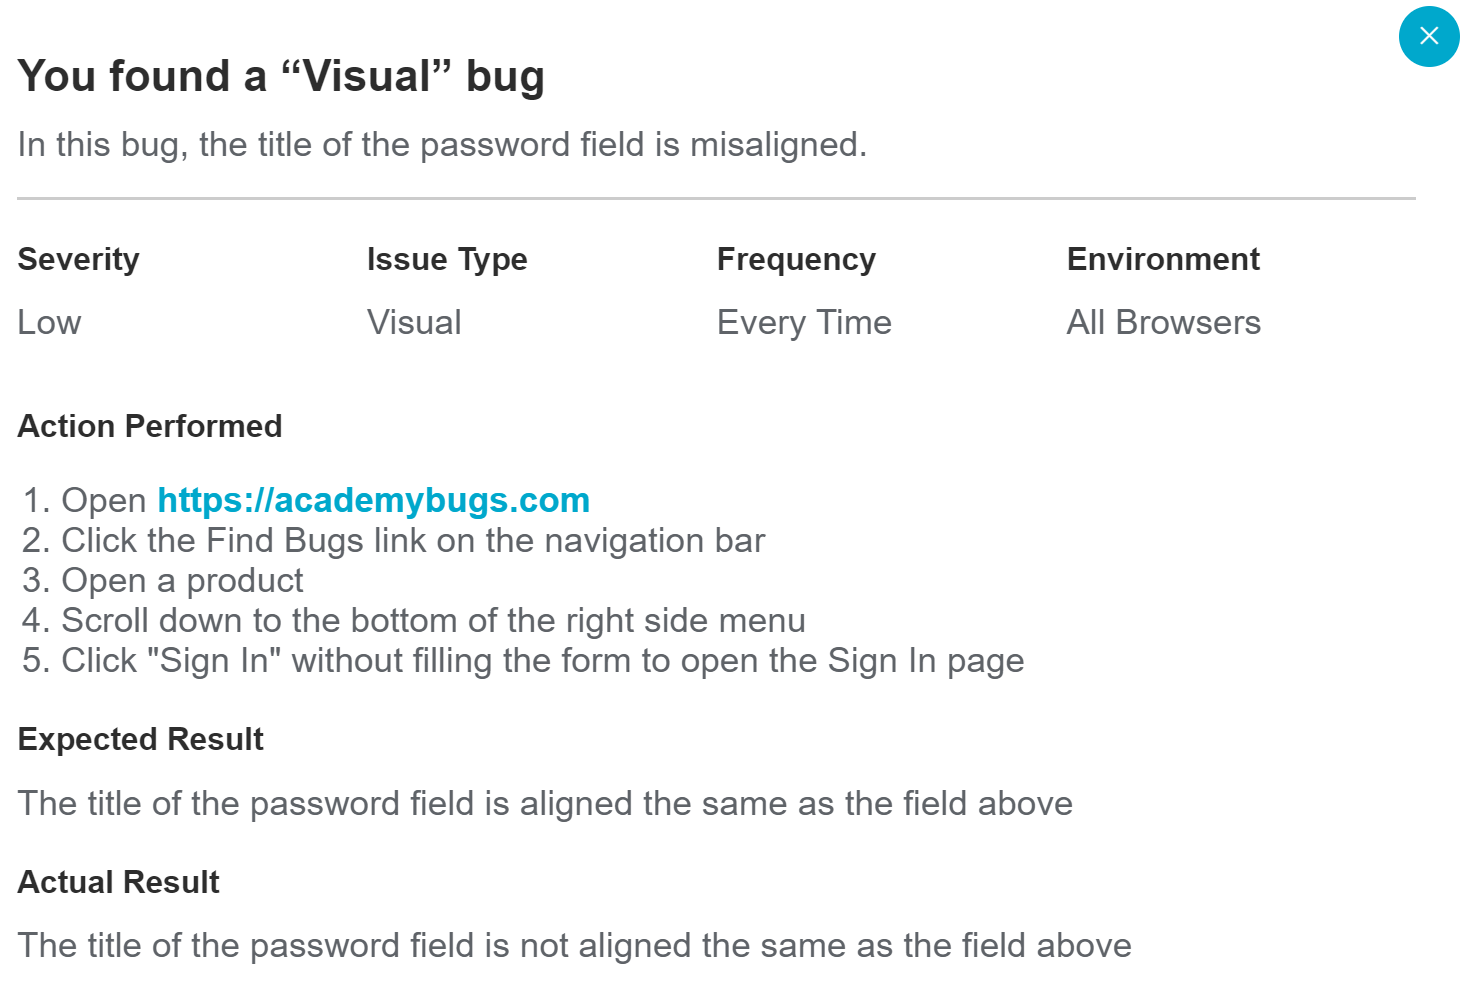 You found a “Visual” bug
In this bug, the title of the password field is misaligned.
Severity Issue Type Frequency Environment
Low Visual Every Time All Browsers
Action Performed
1. Open https://academybugs.com
2. Click the Find Bugs link on the navigation bar
3. Open a product
4. Scroll down to the bottom of the right side menu
5. Click "Sign In" without filling the form to open the Sign In page
Expected Result
The title of the password field is aligned the same as the field above
Actual Result
The title of the password field is not aligned the same as the field above